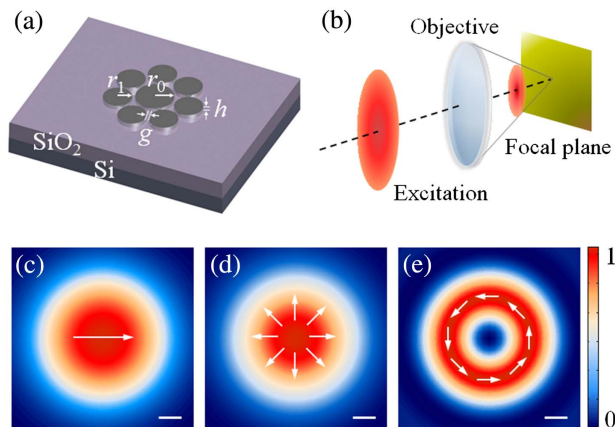 (a)
r1
r0
h
g
SiO2
Si
(b)
Objective
Focal plane
Excitation
(c)
(d)
(e)
1
0